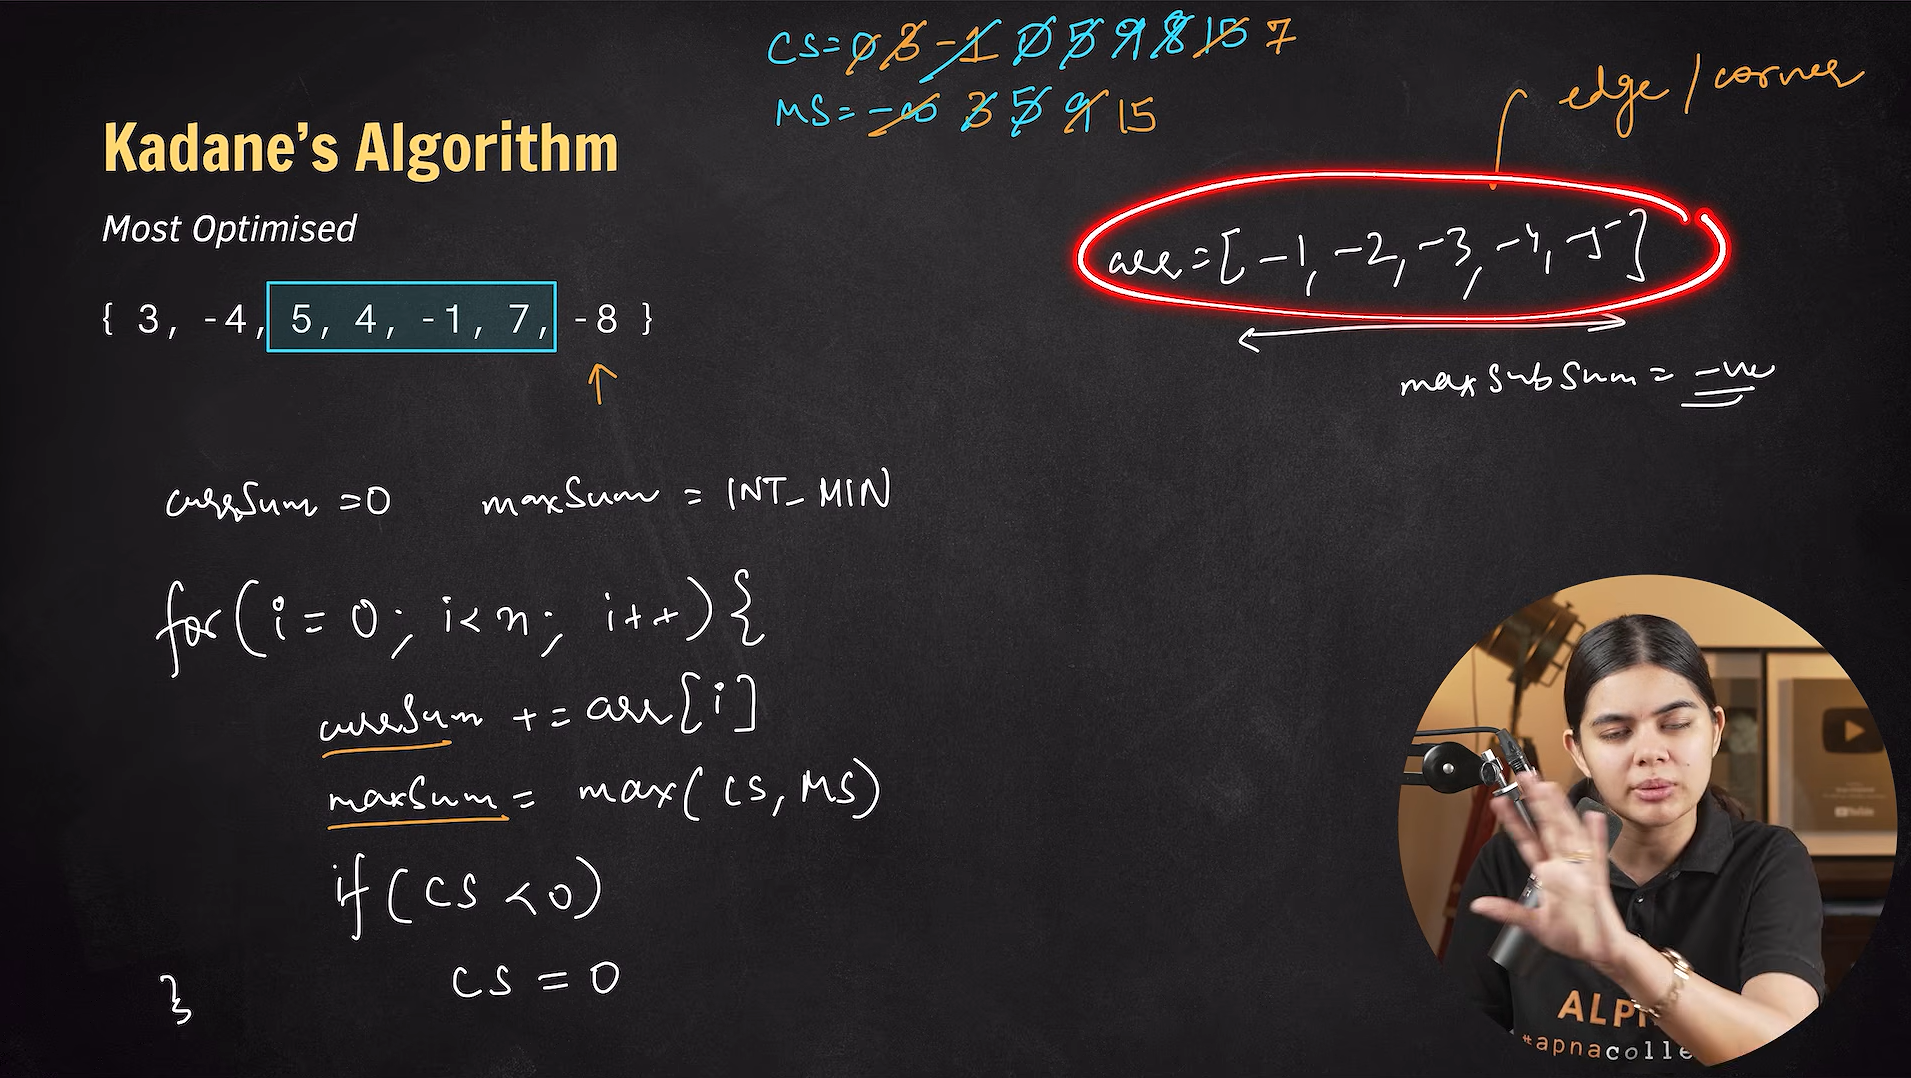 CS= 0 3 -1 0 5 9 8 15 7
MS= -∞ 3 5 9 15
edge / corner
Kadane’s Algorithm
Most Optimised
arr = [ -1, -2, -3, -4, -5 ]
{ 3, -4, 5, 4, -1, 7, -8 }
maxSubSum = -ve
currSum = 0 maxSum = INT_MIN
for( i = 0; i < n; i++ ) {
currSum += arr[i]
maxSum = max( CS, MS )
if ( CS < 0 )
CS = 0
}
ALP
#apnacolle